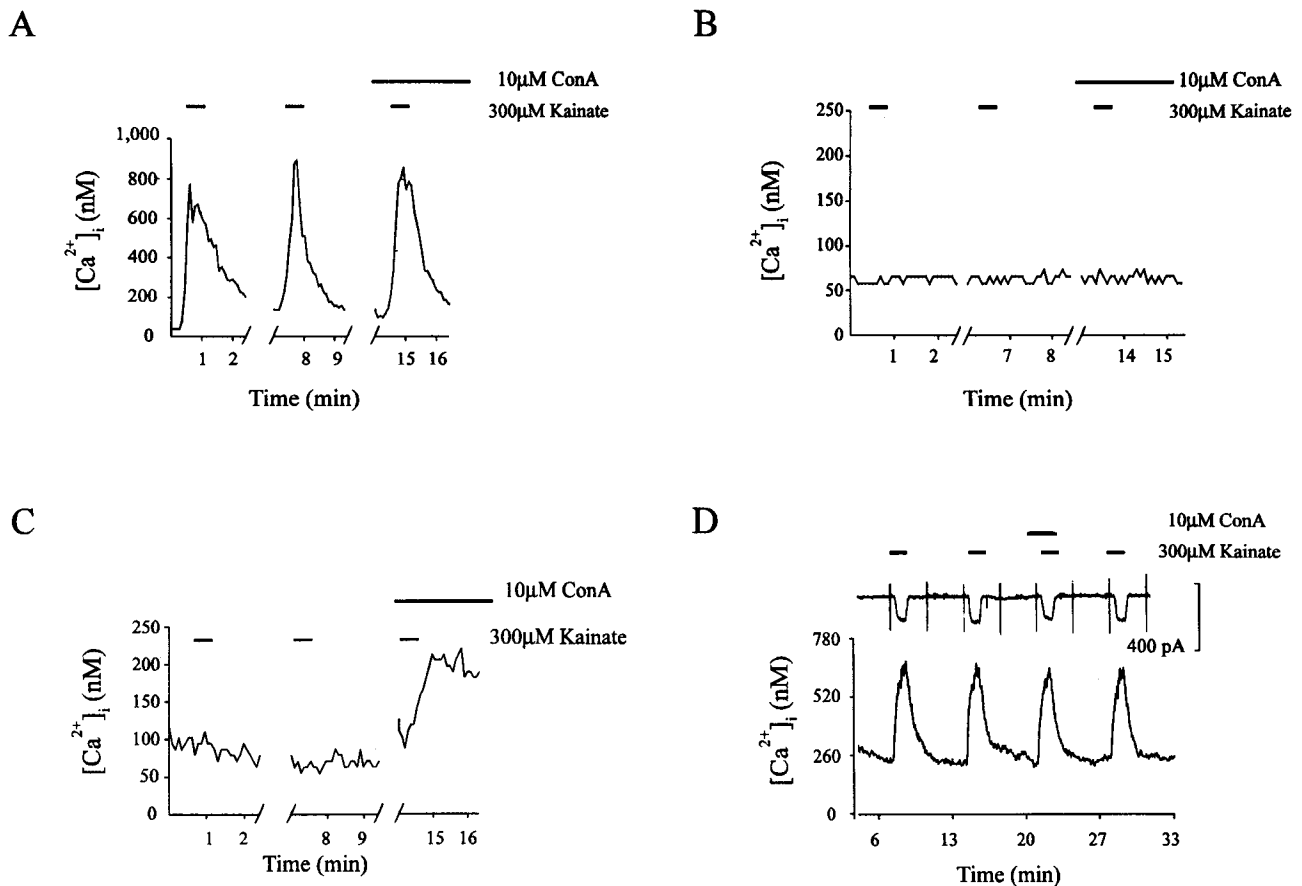 A
10μM ConA
300μM Kainate
1,000
800
600
400
200
0
[Ca²⁺]ᵢ (nM)
1 2 8 9 15 16
Time (min)
B
10μM ConA
300μM Kainate
250
200
150
100
50
0
[Ca²⁺]ᵢ (nM)
1 2 7 8 14 15
Time (min)
C
10μM ConA
300μM Kainate
250
200
150
100
50
0
[Ca²⁺]ᵢ (nM)
1 2 8 9 15 16
Time (min)
D
10μM ConA
300μM Kainate
400 pA
780
520
260
0
[Ca²⁺]ᵢ (nM)
6 13 20 27 33
Time (min)